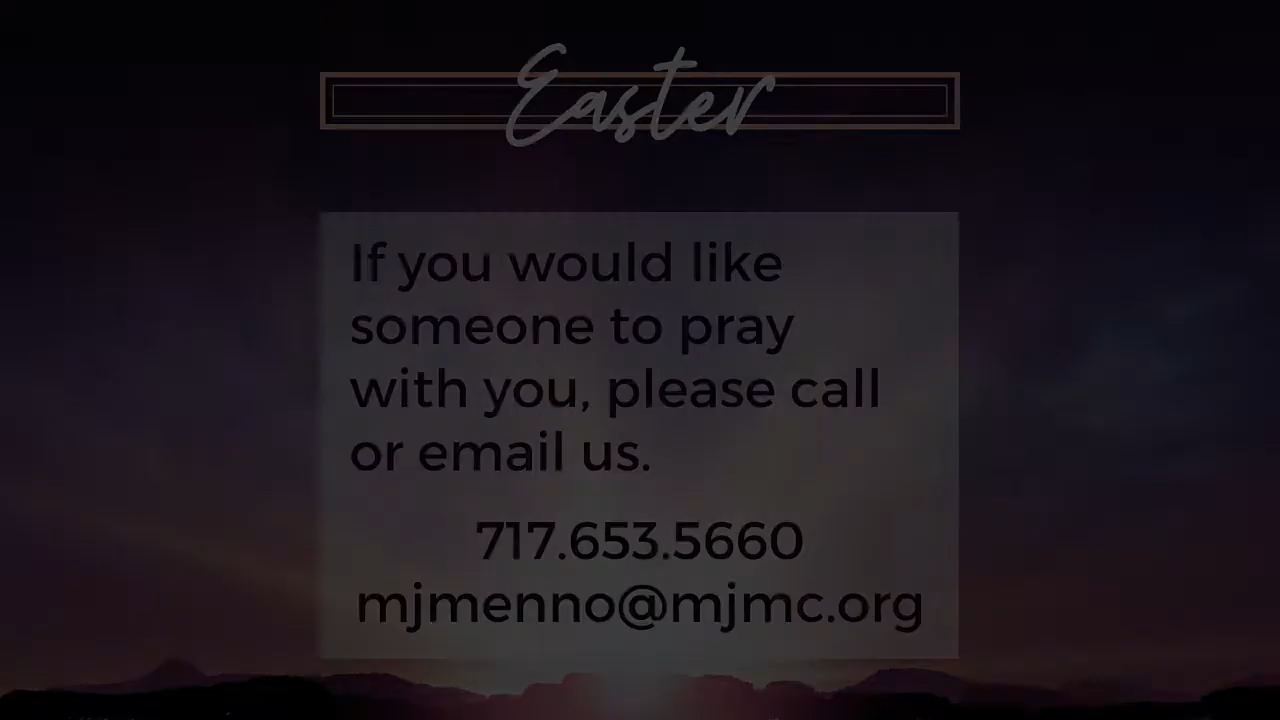 Easter
If you would like
someone to pray
with you, please call
or email us.
717.653.5660
mjmenno@mjmc.org